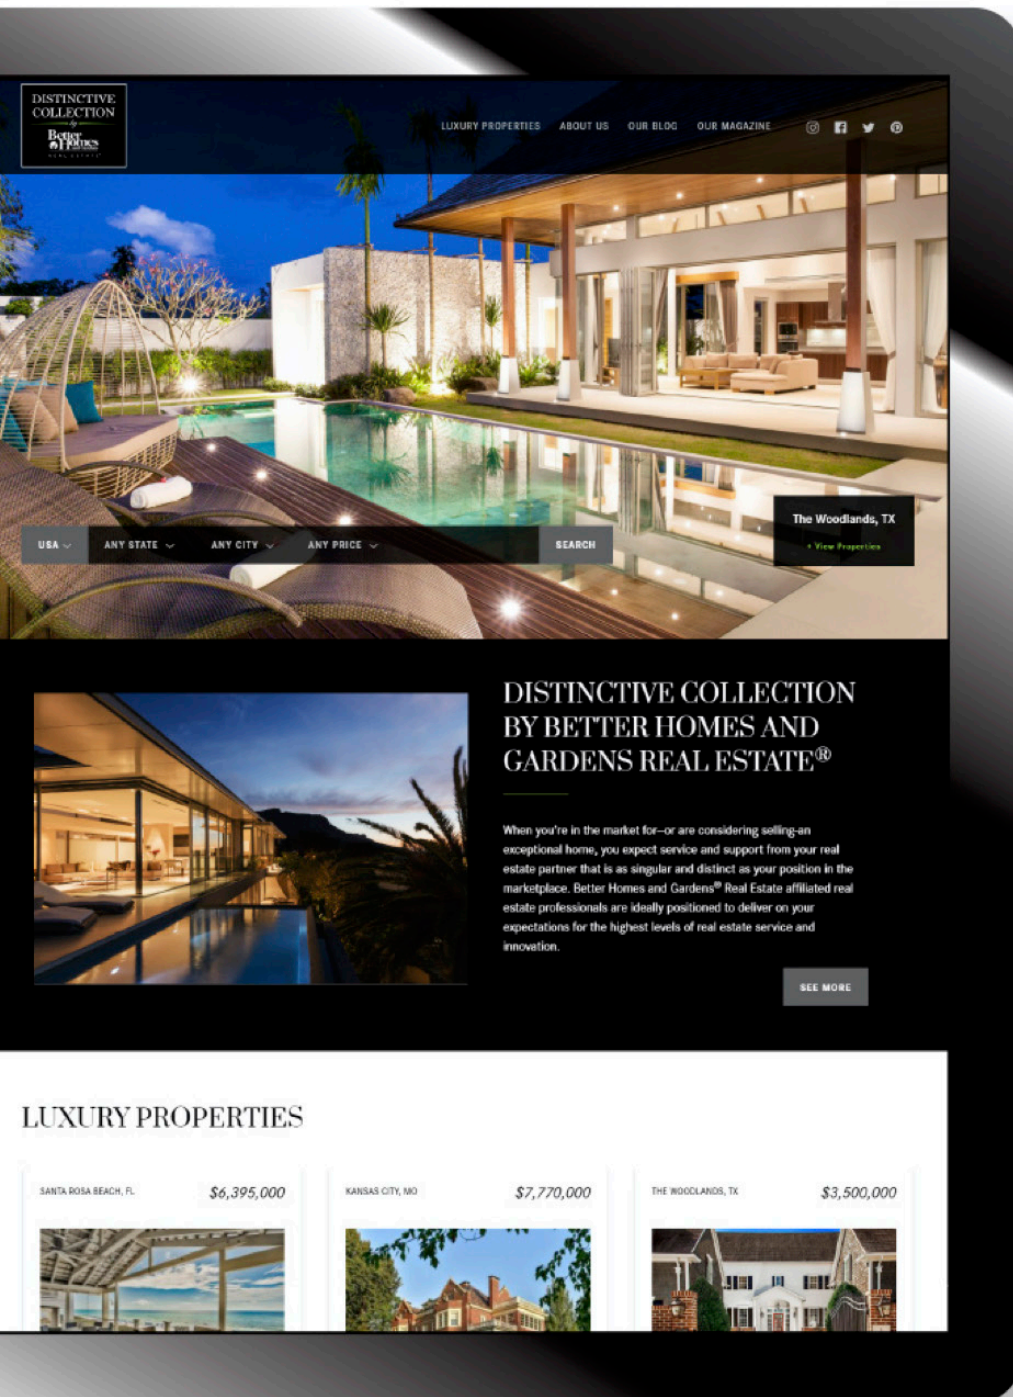 DISTINCTIVE
COLLECTION
by
Better
Homes
and Gardens
REAL ESTATE
LUXURY PROPERTIES ABOUT US OUR BLOG OUR MAGAZINE
USA ANY STATE ANY CITY ANY PRICE SEARCH
The Woodlands, TX
+ View Properties
DISTINCTIVE COLLECTION
BY BETTER HOMES AND
GARDENS REAL ESTATE®
When you're in the market for—or are considering selling-an
exceptional home, you expect service and support from your real
estate partner that is as singular and distinct as your position in the
marketplace. Better Homes and Gardens® Real Estate affiliated real
estate professionals are ideally positioned to deliver on your
expectations for the highest levels of real estate service and
innovation.
SEE MORE
LUXURY PROPERTIES
SANTA ROSA BEACH, FL $6,395,000
KANSAS CITY, MO $7,770,000
THE WOODLANDS, TX $3,500,000